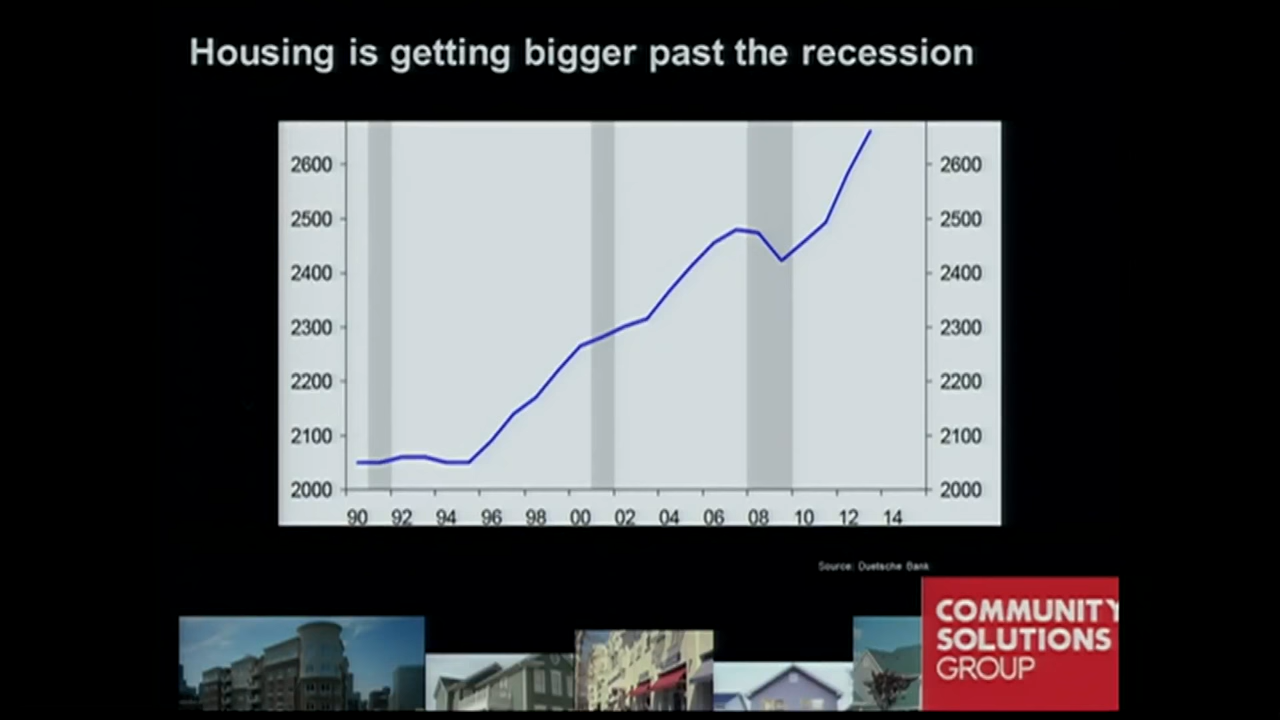 Housing is getting bigger past the recession
2600 2600
2500 2500
2400 2400
2300 2300
2200 2200
2100 2100
2000 2000
90 92 94 96 98 00 02 04 06 08 10 12 14
Source: Duetsche Bank
COMMUNITY
SOLUTIONS
GROUP